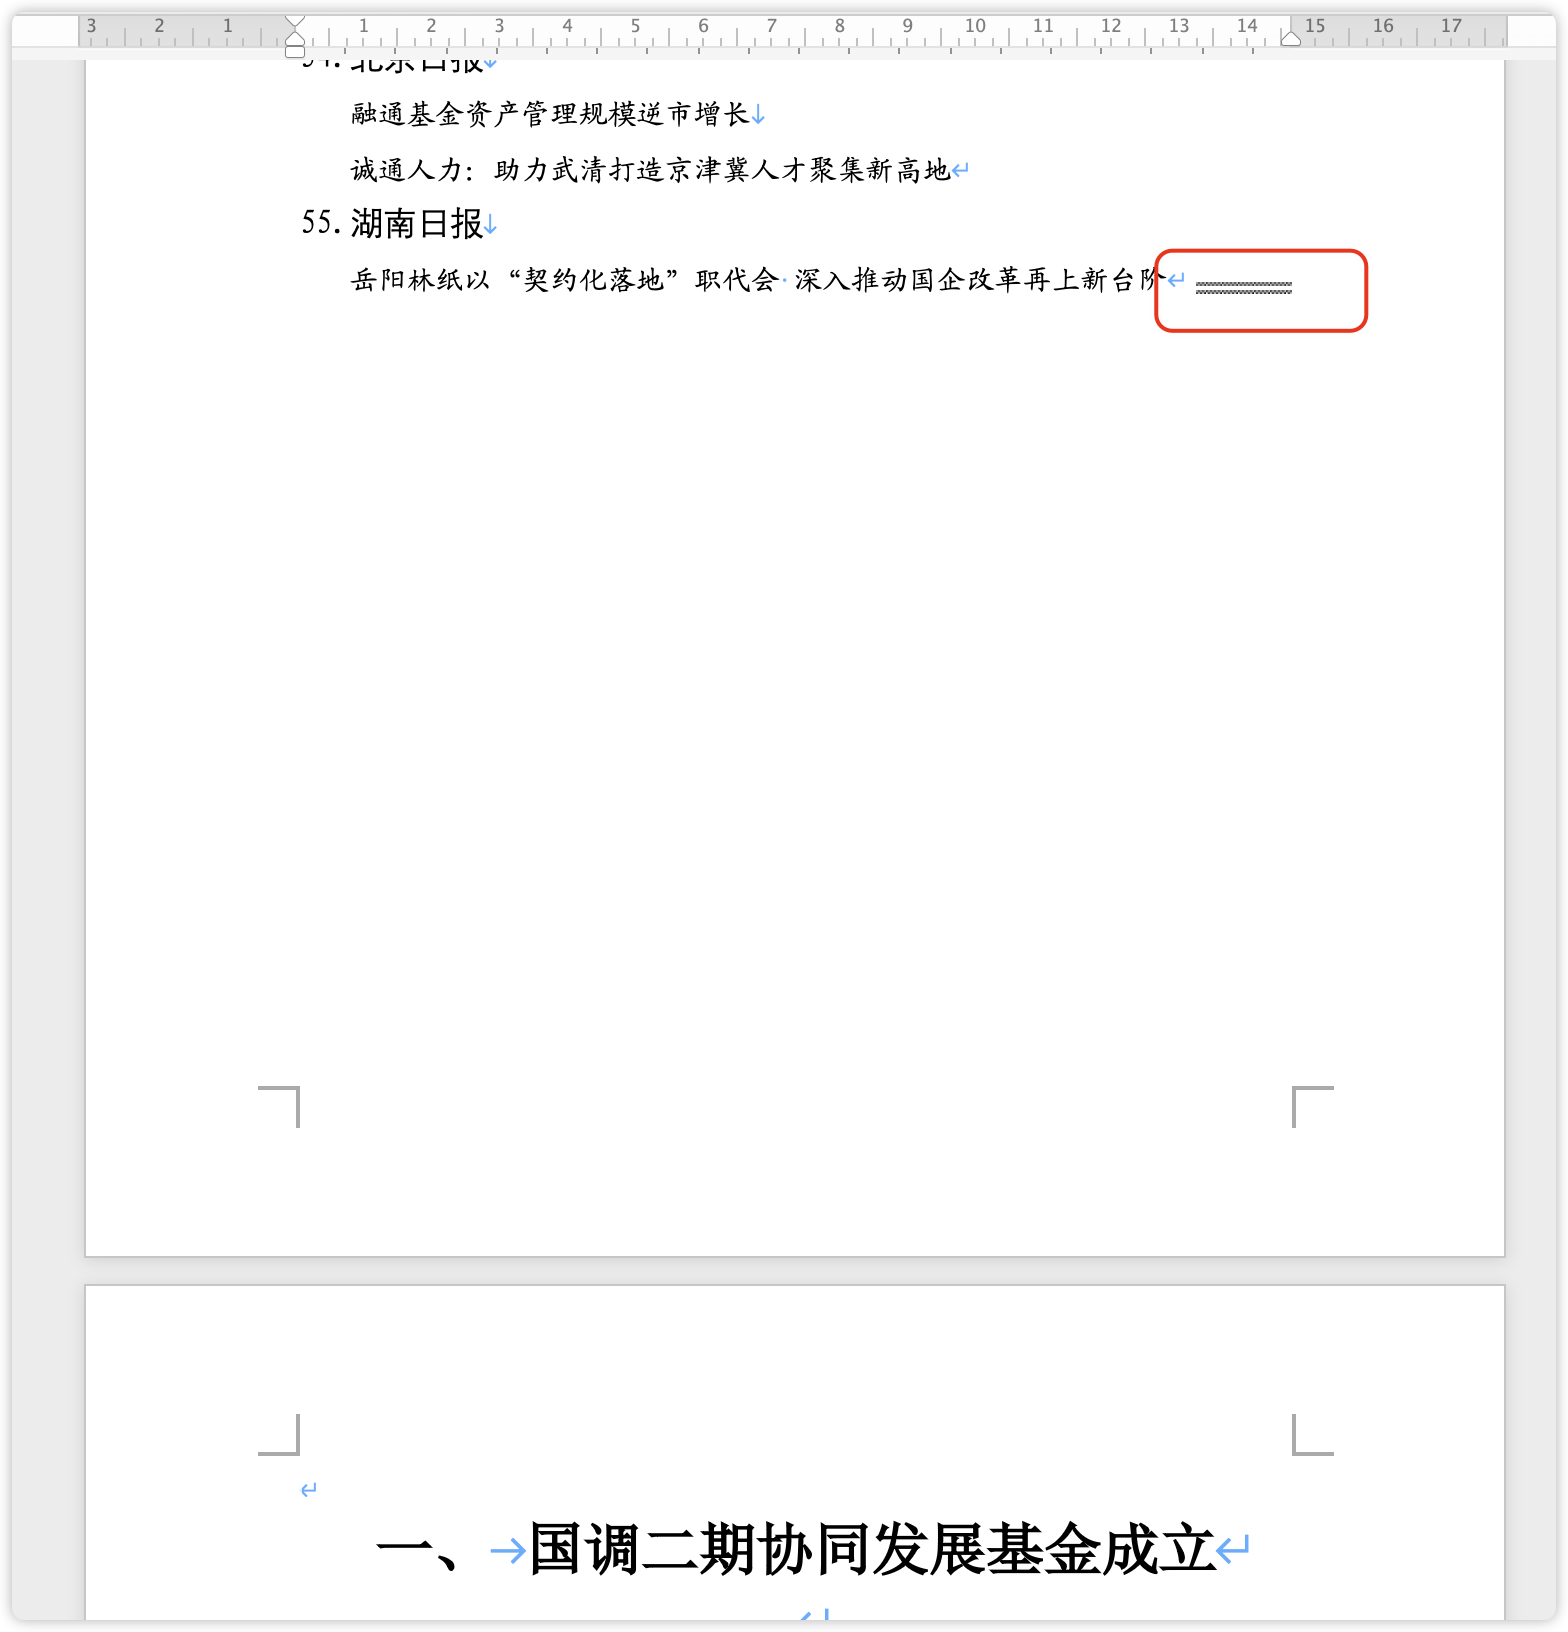 3 2 1 1 2 3 4 5 6 7 8 9 10 11 12 13 14 15 16 17
54. 北京日报
融通基金资产管理规模逆市增长
诚通人力：助力武清打造京津冀人才聚集新高地
55. 湖南日报
岳阳林纸以“契约化落地”职代会 深入推动国企改革再上新台阶
一、国调二期协同发展基金成立